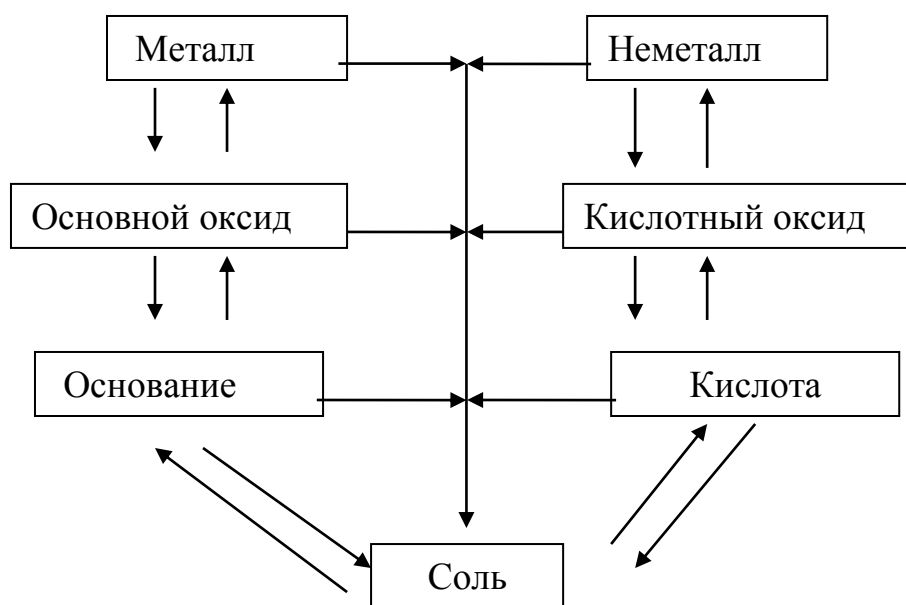 Металл
Неметалл
Основной оксид
Кислотный оксид
Основание
Кислота
Соль